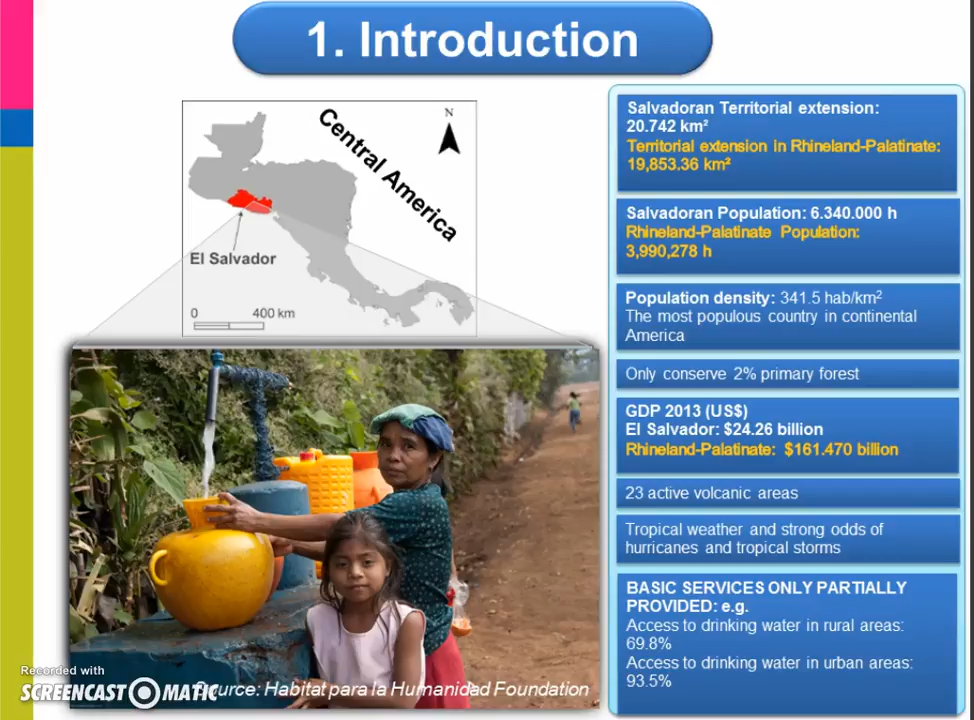 1. Introduction
Central America
N
El Salvador
0 400 km
Salvadoran Territorial extension:
20.742 km²
Territorial extension in Rhineland-Palatinate:
19,853.36 km²
Salvadoran Population: 6.340.000 h
Rhineland-Palatinate Population:
3,990,278 h
Population density: 341.5 hab/km²
The most populous country in continental
America
Only conserve 2% primary forest
GDP 2013 (US$)
El Salvador: $24.26 billion
Rhineland-Palatinate: $161.470 billion
23 active volcanic areas
Tropical weather and strong odds of
hurricanes and tropical storms
BASIC SERVICES ONLY PARTIALLY
PROVIDED: e.g.
Access to drinking water in rural areas:
69.8%
Access to drinking water in urban areas:
93.5%
Source: Habitat para la Humanidad Foundation
Recorded with
SCREENCAST-O-MATIC